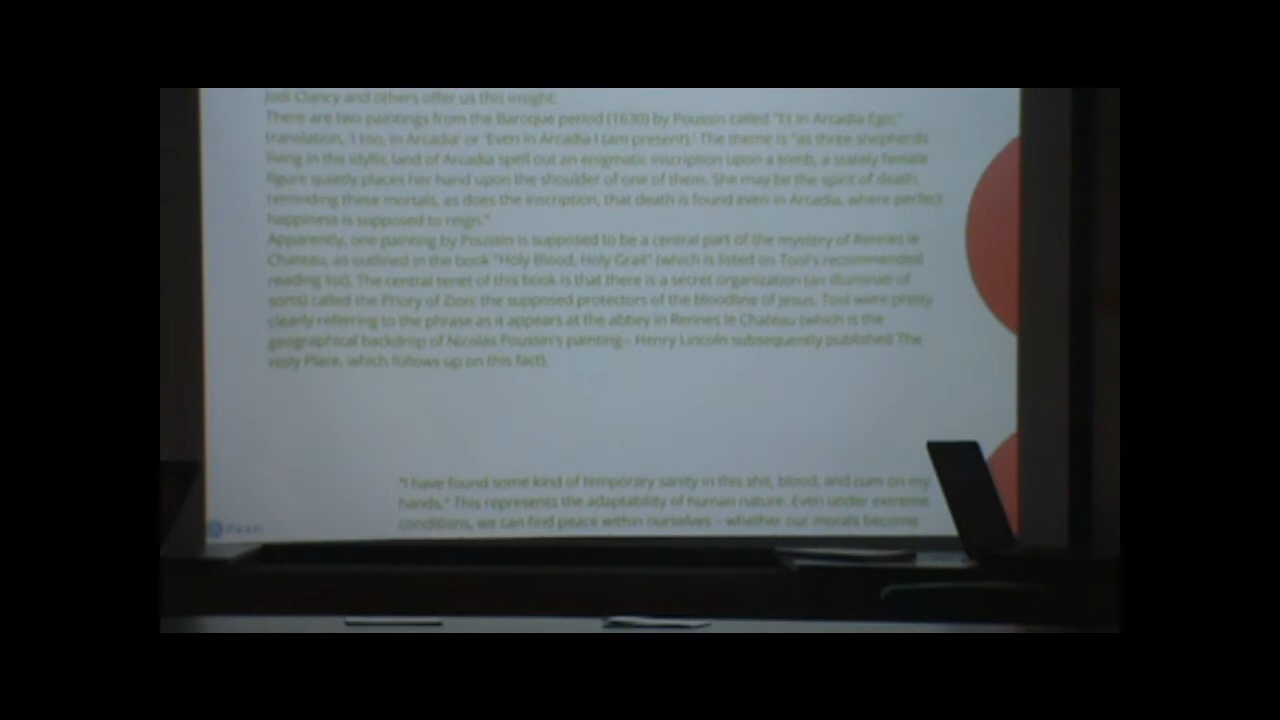 Jodi Clancy and others offer us this insight:
There are two paintings from the Baroque period (1630) by Poussin called "Et in Arcadia Ego;"
translation, 'I too, in Arcadia' or 'Even in Arcadia I (am present).' The theme is "as three shepherds
living in the idyllic land of Arcadia spell out an enigmatic inscription upon a tomb, a stately female
figure quietly places her hand upon the shoulder of one of them. She may be the spirit of death,
reminding these mortals, as does the inscription, that death is found even in Arcadia, where perfect
happiness is supposed to reign."
Apparently, one painting by Poussin is supposed to be a central part of the mystery of Rennes le
Chateau, as outlined in the book "Holy Blood, Holy Grail" (which is listed on Tool's recommended
reading list). The central tenet of this book is that there is a secret organization (an Illuminati of
sorts) called the Priory of Zion: the supposed protectors of the bloodline of Jesus. Tool were pretty
clearly referring to the phrase as it appears at the abbey in Rennes le Chateau (which is the
geographical backdrop of Nicolas Poussin's painting-- Henry Lincoln subsequently published The
Holy Place, which follows up on this fact).
"I have found some kind of temporary sanity in this shit, blood, and cum on my
hands." This represents the adaptability of human nature. Even under extreme
conditions, we can find peace within ourselves – whether our morals become